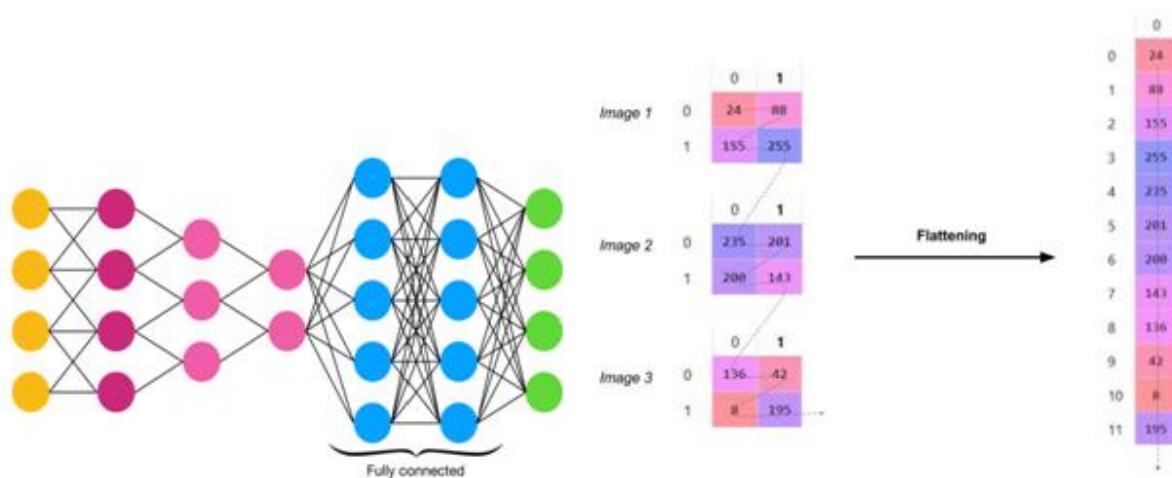 Fully connected
0 1
Image 1 0 24 88
1 155 255
0 1
Image 2 0 235 201
1 200 143
0 1
Image 3 0 136 42
1 8 195
Flattening
0
0 24
1 88
2 155
3 255
4 235
5 201
6 200
7 143
8 136
9 42
10 8
11 195